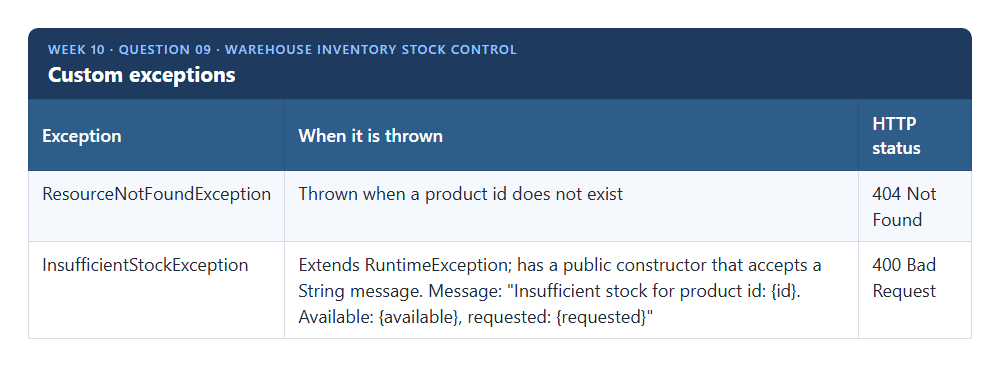 WEEK 10 · QUESTION 09 · WAREHOUSE INVENTORY STOCK CONTROL
Custom exceptions
Exception
When it is thrown
HTTP
status
ResourceNotFoundException
Thrown when a product id does not exist
404 Not
Found
InsufficientStockException
Extends RuntimeException; has a public constructor that accepts a
String message. Message: "Insufficient stock for product id: {id}.
Available: {available}, requested: {requested}"
400 Bad
Request